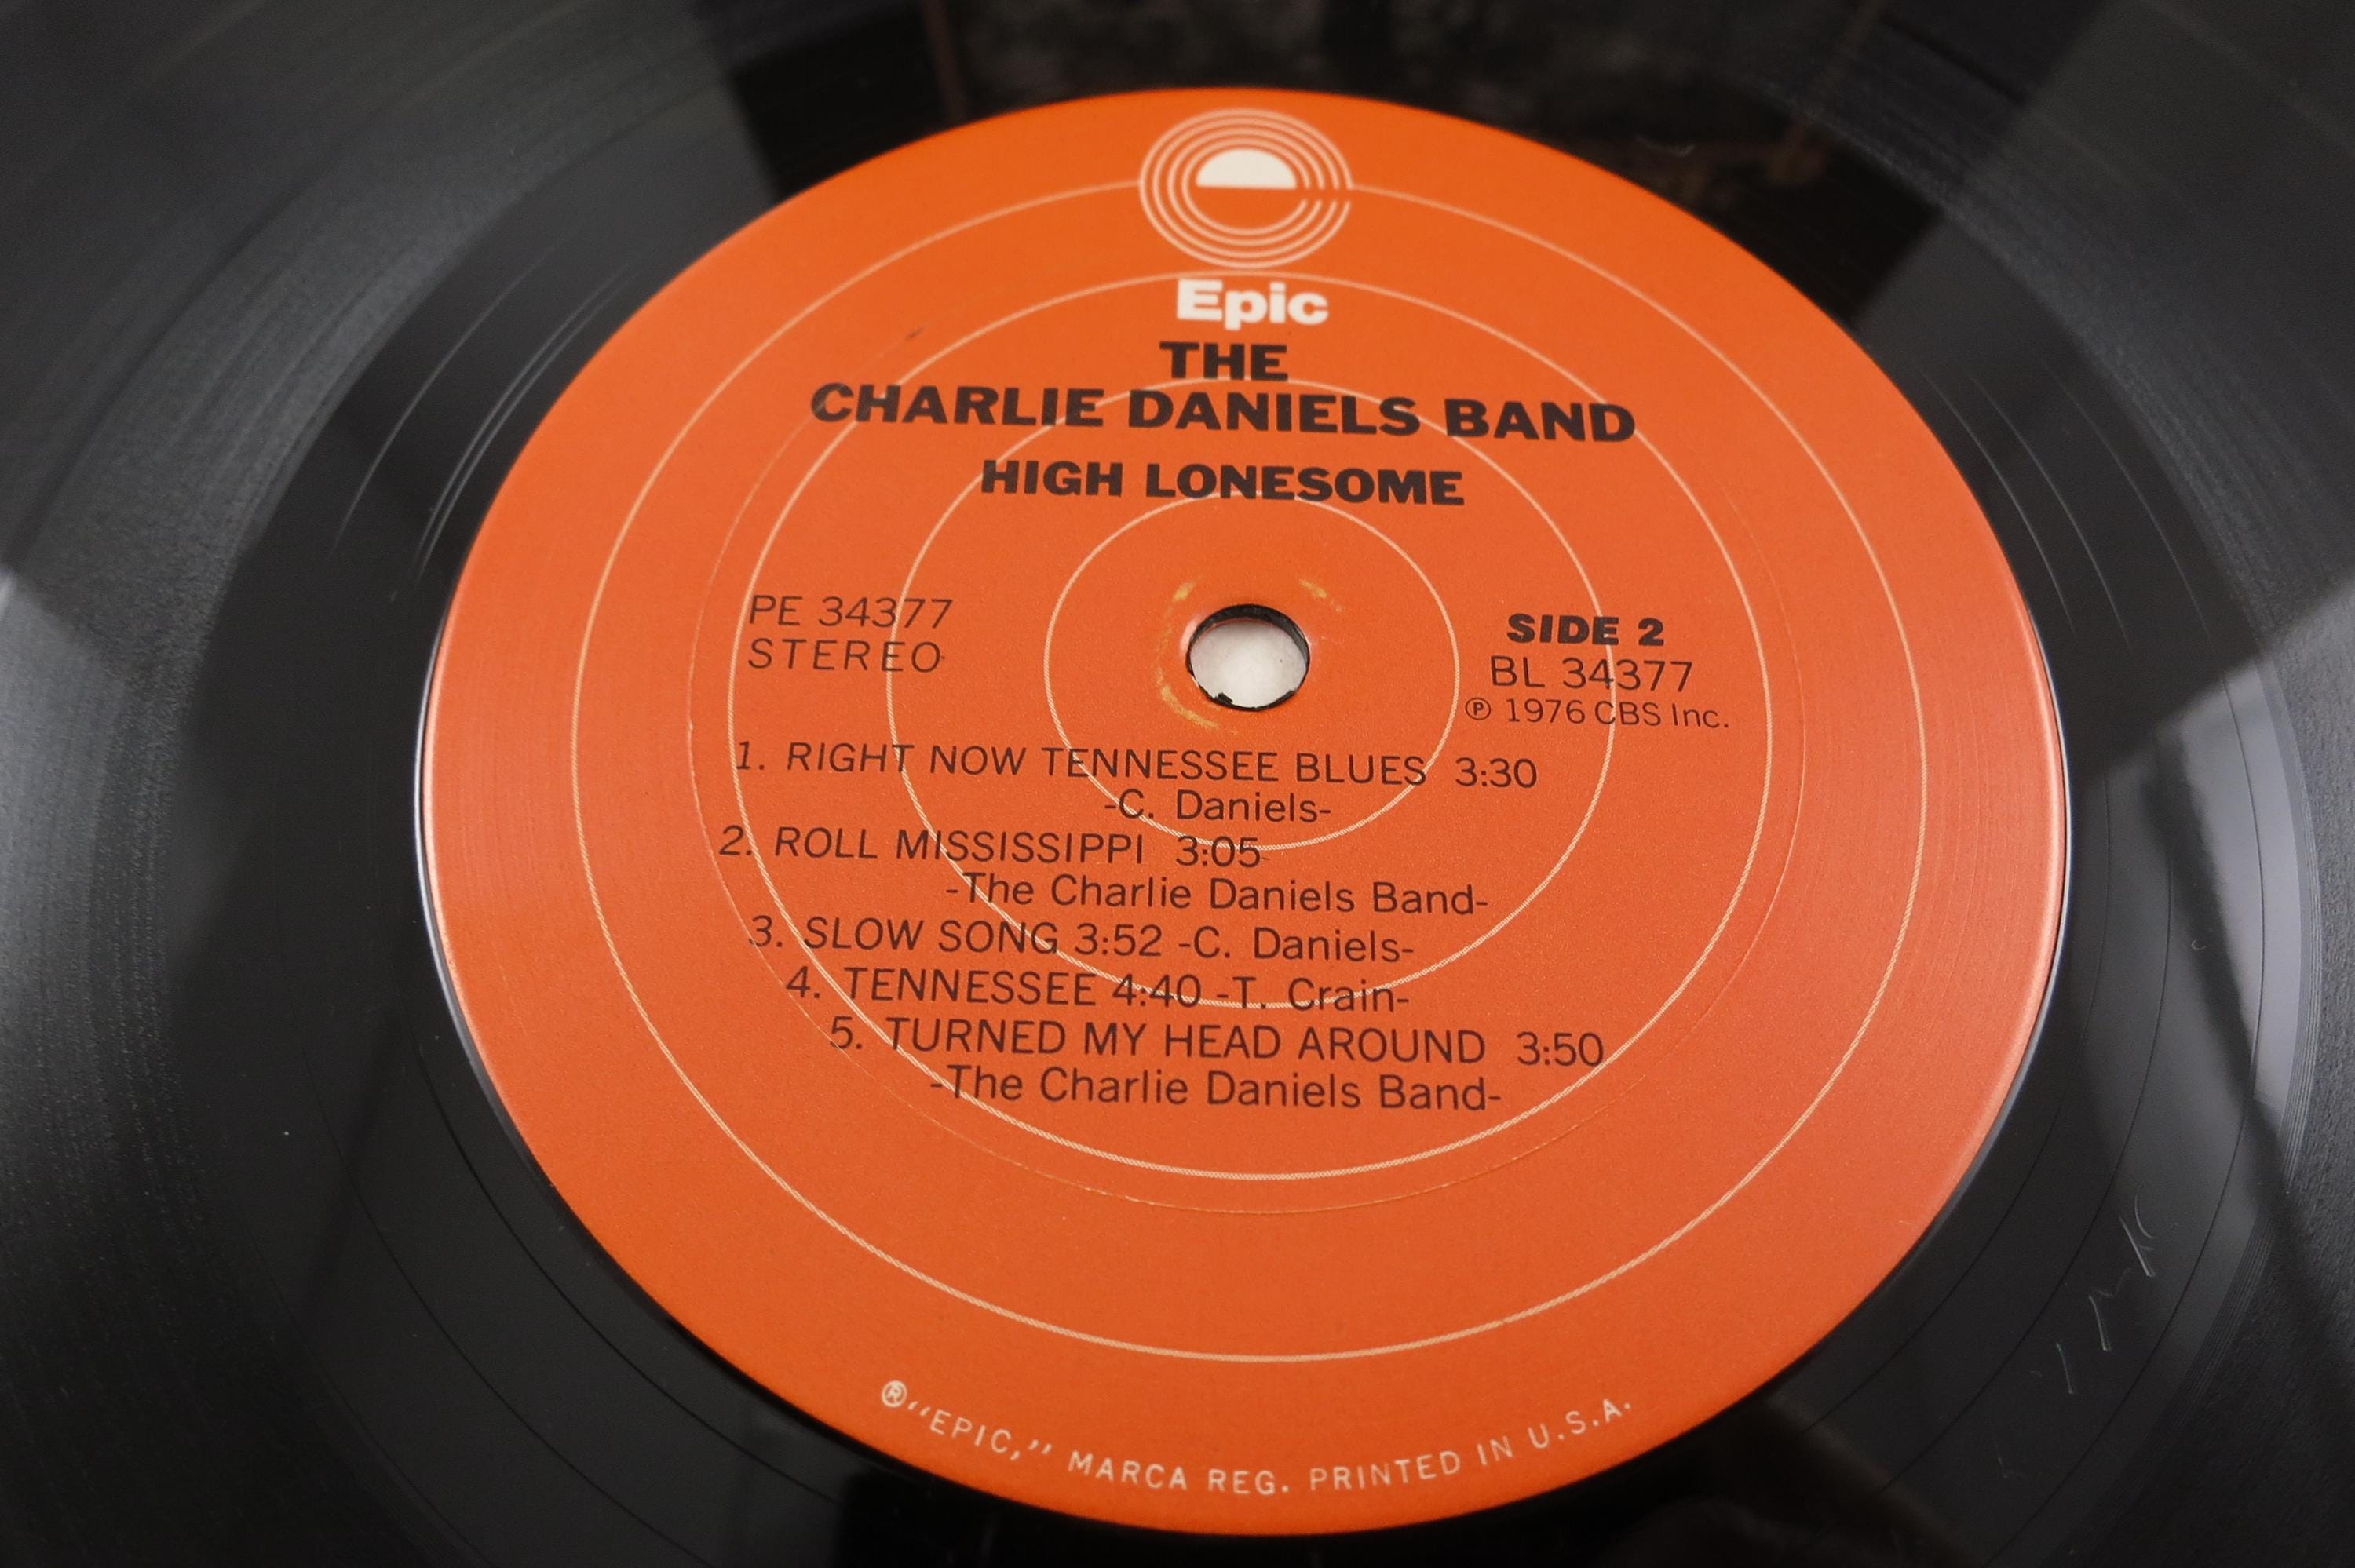 Epic
THE
CHARLIE DANIELS BAND
HIGH LONESOME
PE 34377
STEREO
SIDE 2
BL 34377
℗ 1976 CBS Inc.
1. RIGHT NOW TENNESSEE BLUES 3:30
-C. Daniels-
2. ROLL MISSISSIPPI 3:05
-The Charlie Daniels Band-
3. SLOW SONG 3:52 -C. Daniels-
4. TENNESSEE 4:40 -T. Crain-
5. TURNED MY HEAD AROUND 3:50
-The Charlie Daniels Band-
®“EPIC,” MARCA REG. PRINTED IN U.S.A.